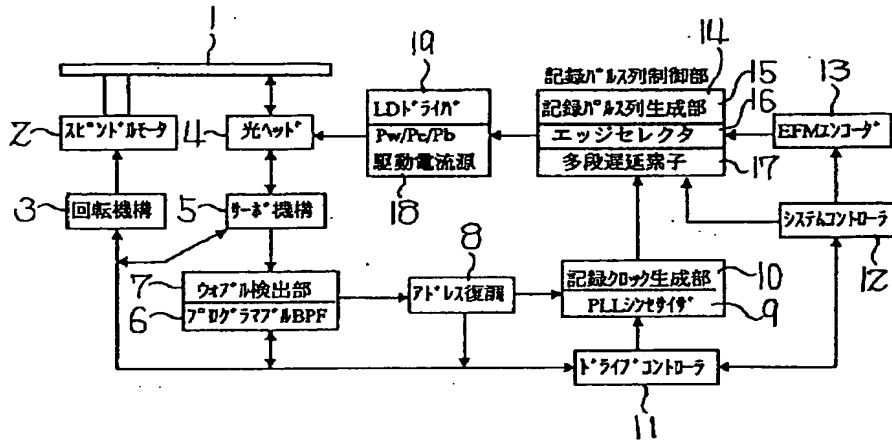 1
19
14
記録パルス列制御部
15
13
LDドライバ
記録パルス列生成部
16
2
スピンドルモータ
4
光ヘッド
Pw/Pc/Pb
エッジセレクタ
EFMエンコーダ
駆動電流源
多段遅延素子
17
18
3
回転機構
5
サーボ機構
システムコントローラ
12
8
7
ウォブル検出部
アドレス復調
記録クロック生成部
10
6
プログラマブルBPF
PLLシンセサイザ
9
ドライブコントローラ
11